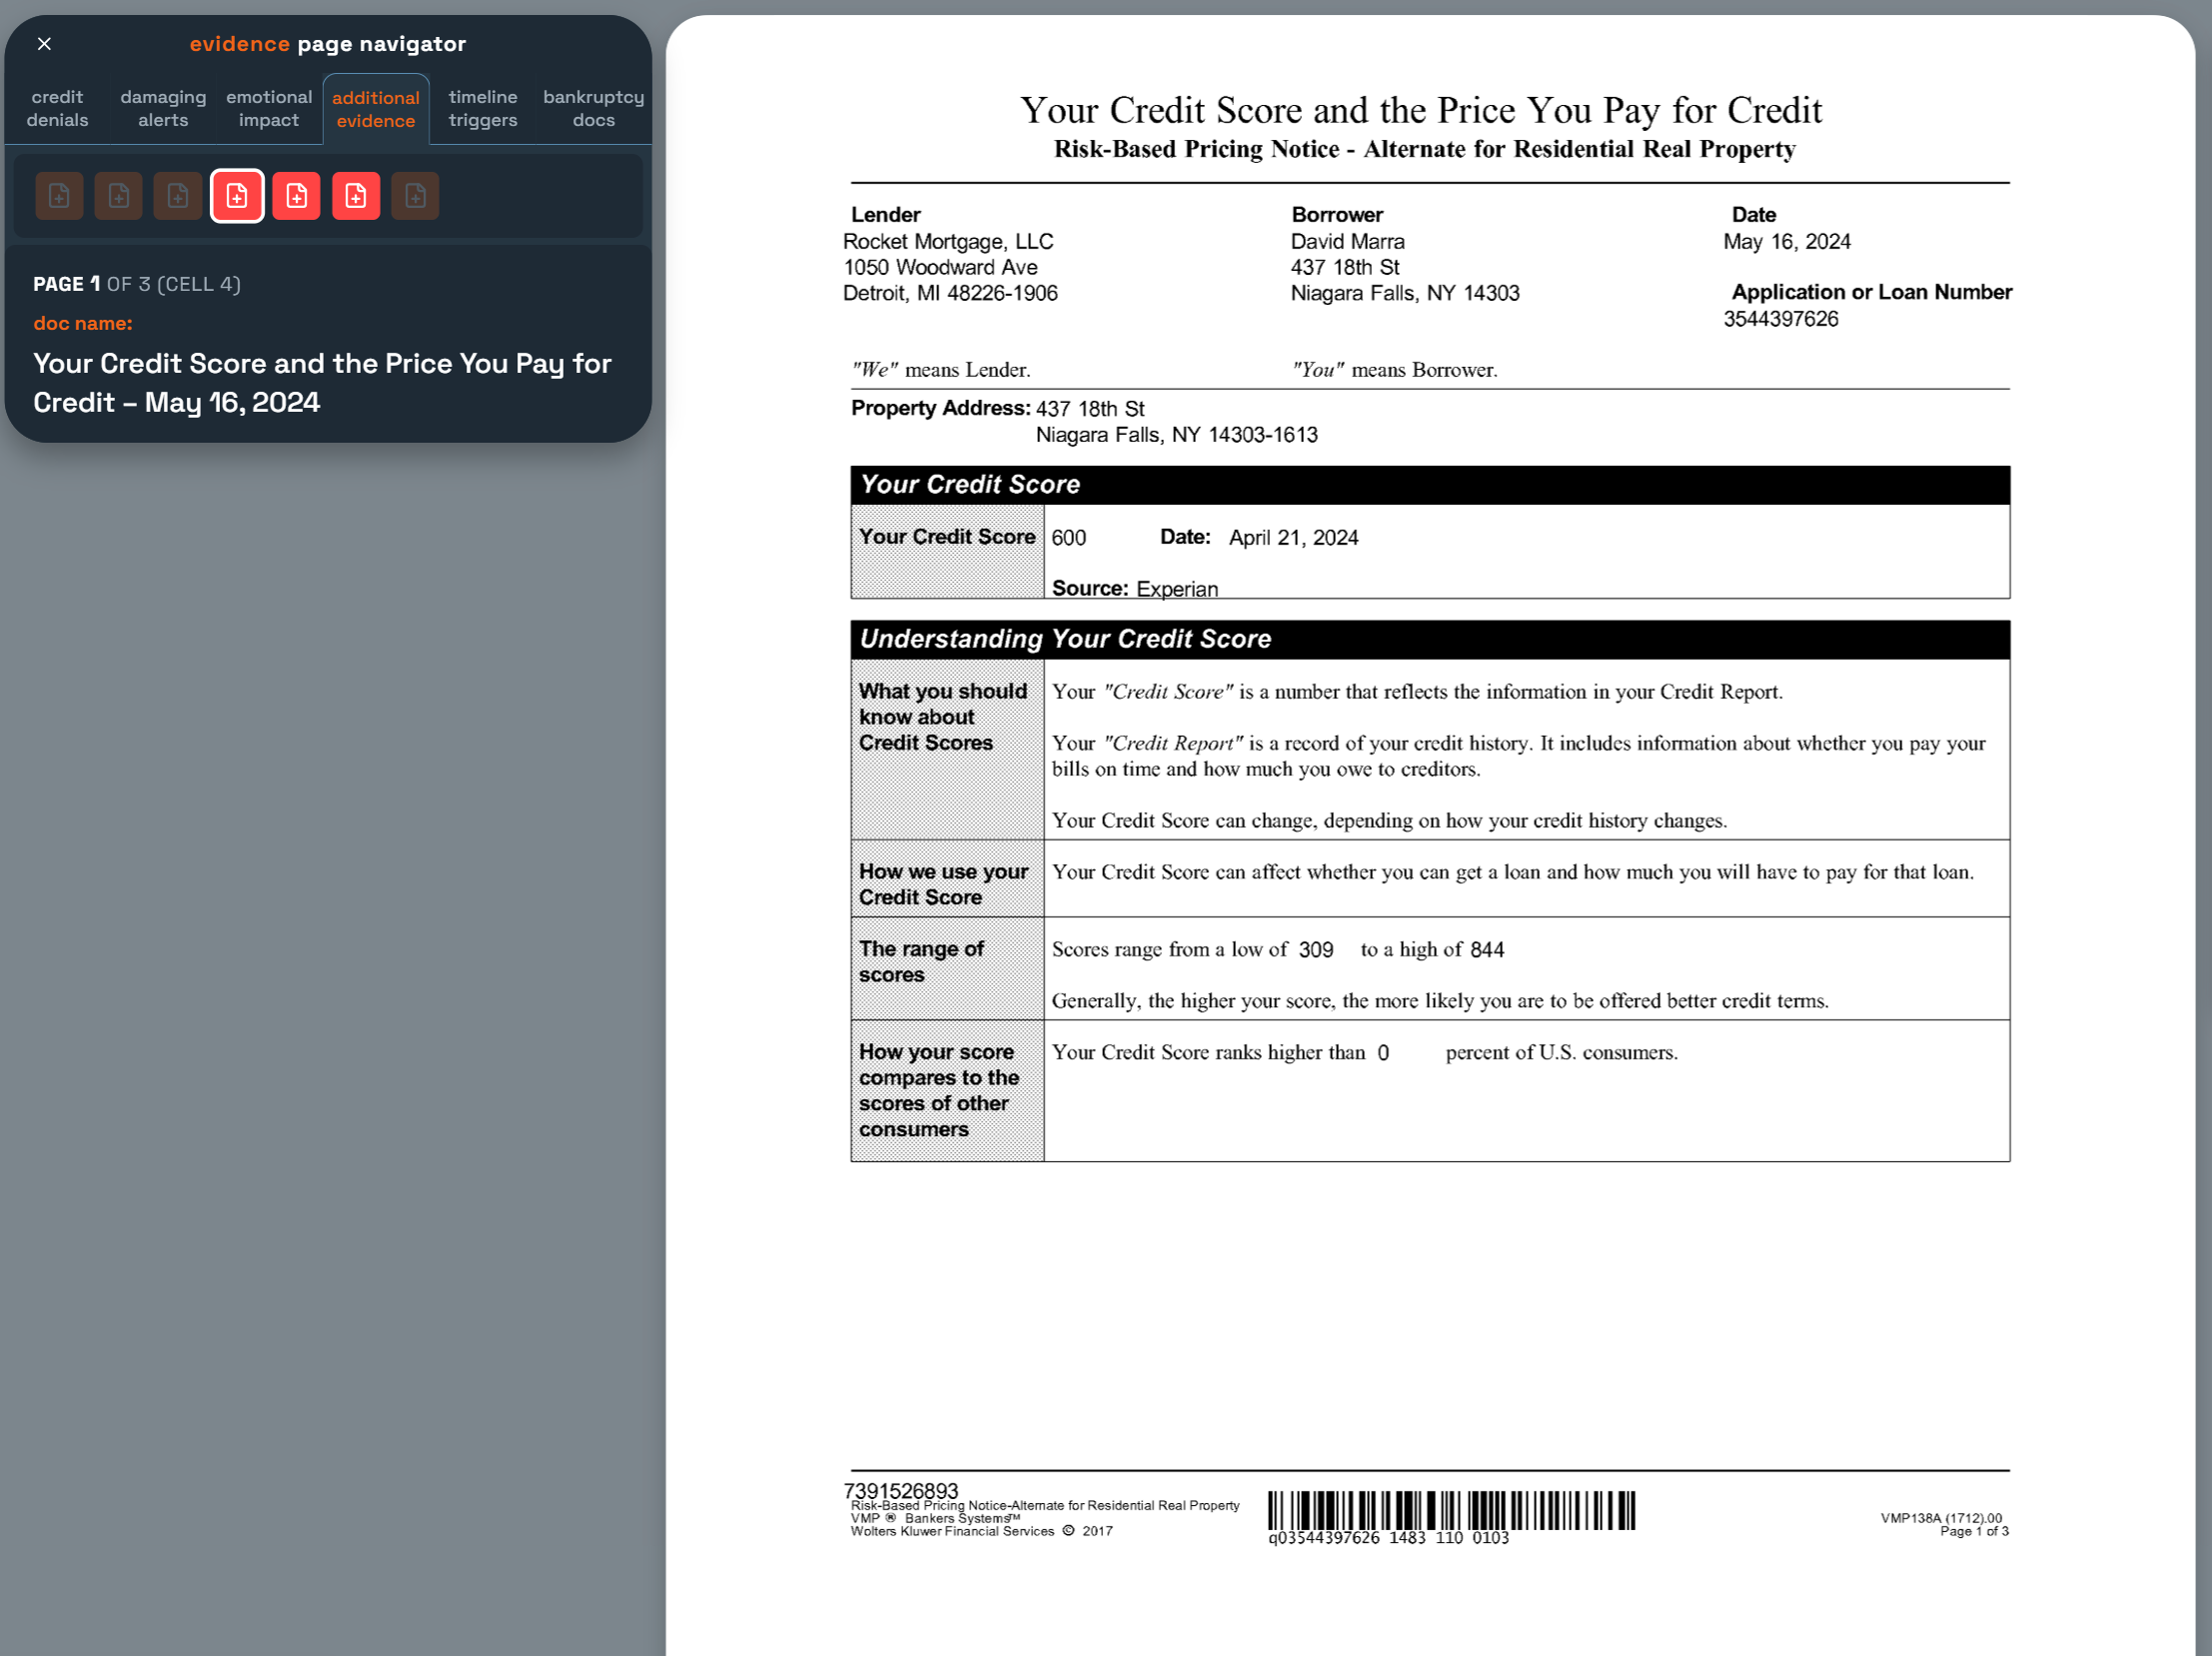 evidence page navigator
credit denials
damaging alerts
emotional impact
additional evidence
timeline triggers
bankruptcy docs
PAGE 1 OF 3 (CELL 4)
doc name:
Your Credit Score and the Price You Pay for
Credit – May 16, 2024
Your Credit Score and the Price You Pay for Credit
Risk-Based Pricing Notice - Alternate for Residential Real Property
Lender
Rocket Mortgage, LLC
1050 Woodward Ave
Detroit, MI 48226-1906
Borrower
David Marra
437 18th St
Niagara Falls, NY 14303
Date
May 16, 2024
Application or Loan Number
3544397626
"We" means Lender.
"You" means Borrower.
Property Address: 437 18th St
Niagara Falls, NY 14303-1613
Your Credit Score
Your Credit Score 600 Date: April 21, 2024
Source: Experian
Understanding Your Credit Score
What you should
know about
Credit Scores
Your "Credit Score" is a number that reflects the information in your Credit Report.
Your "Credit Report" is a record of your credit history. It includes information about whether you pay your
bills on time and how much you owe to creditors.
Your Credit Score can change, depending on how your credit history changes.
How we use your
Credit Score
Your Credit Score can affect whether you can get a loan and how much you will have to pay for that loan.
The range of
scores
Scores range from a low of 309 to a high of 844
Generally, the higher your score, the more likely you are to be offered better credit terms.
How your score
compares to the
scores of other
consumers
Your Credit Score ranks higher than 0 percent of U.S. consumers.
7391526893
Risk-Based Pricing Notice-Alternate for Residential Real Property
VMP ® Bankers Systems™
Wolters Kluwer Financial Services © 2017
q03544397626 1483 110 0103
VMP138A (1712).00
Page 1 of 3